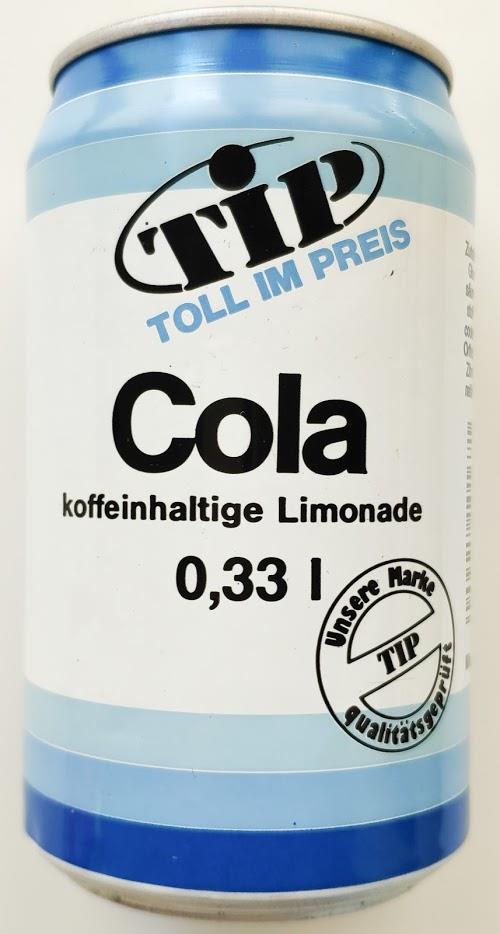 TiP
TOLL IM PREIS
Cola
koffeinhaltige Limonade
0,33 l
Unsere Marke
TIP
qualitätsgeprüft